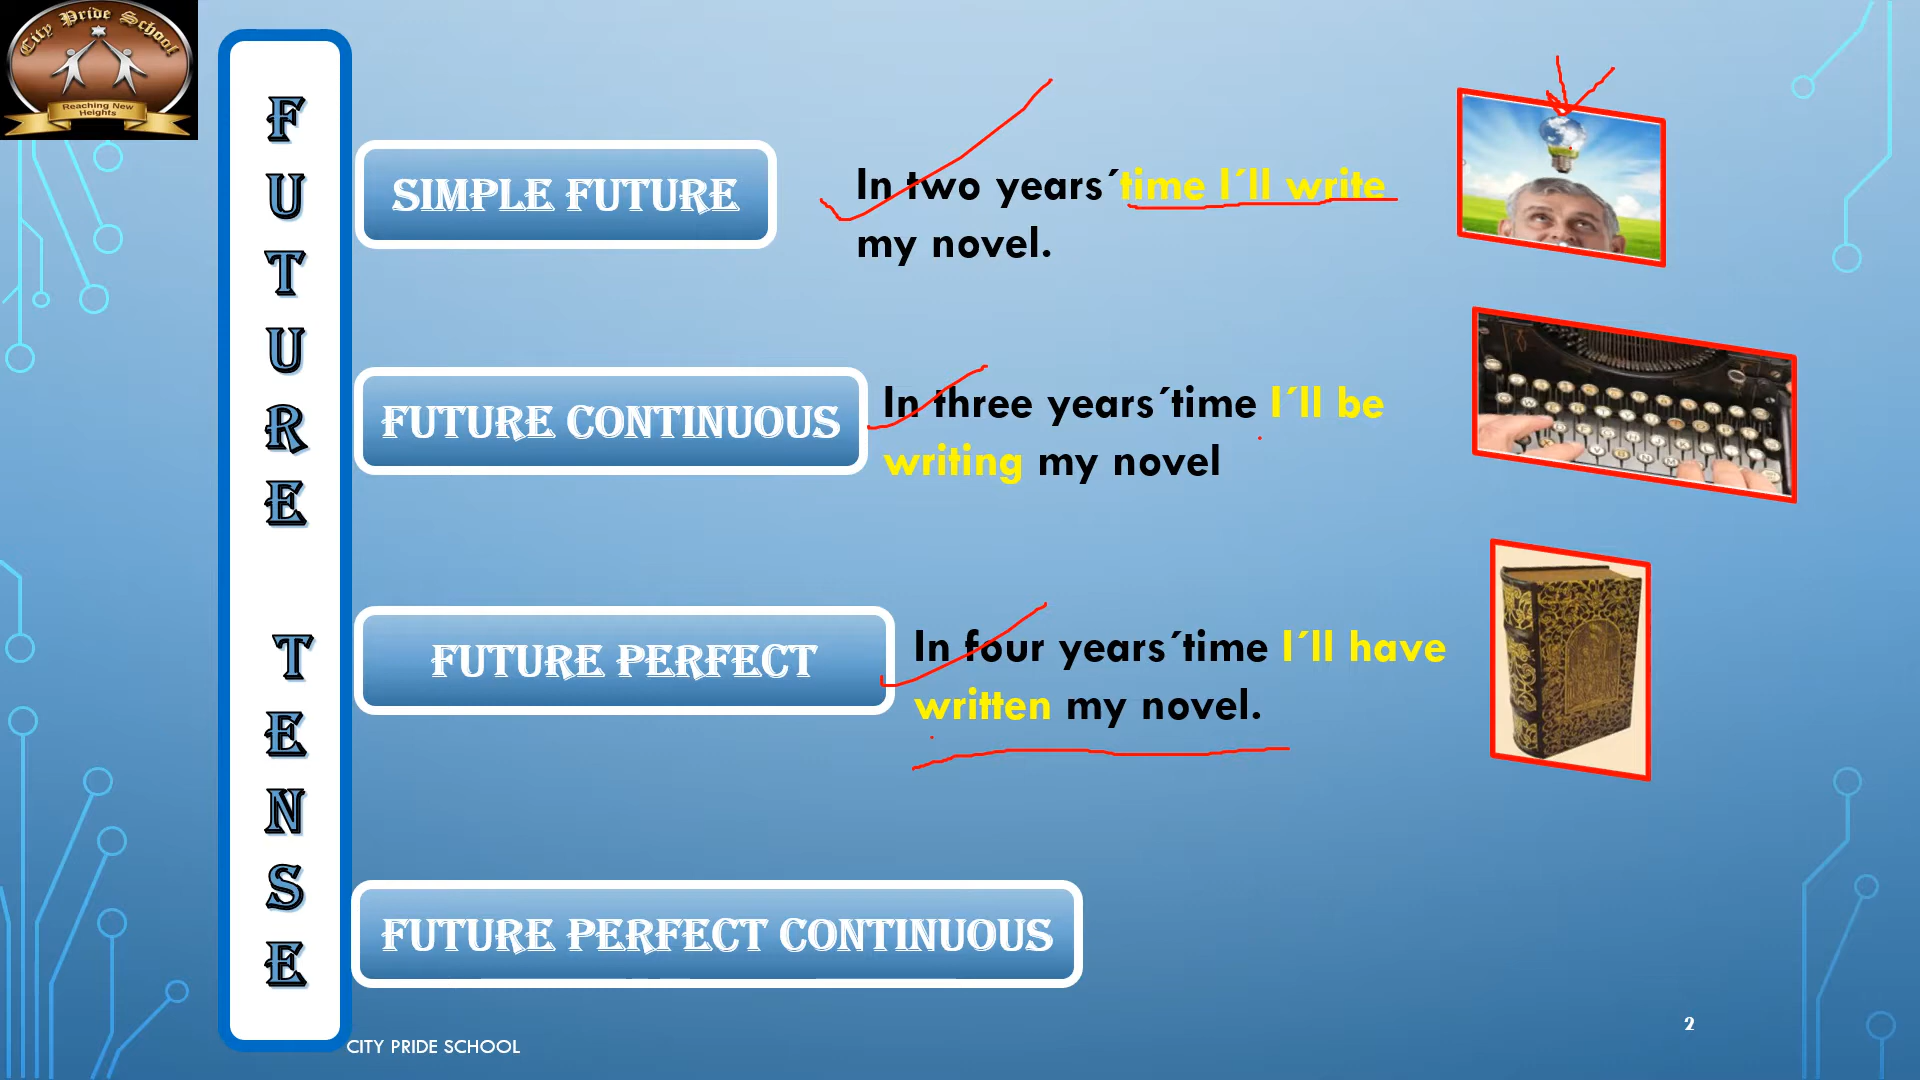 City Pride School
Reaching New
Heights
FUTURE TENSE
SIMPLE FUTURE
In two years´time I´ll write
my novel.
FUTURE CONTINUOUS
In three years´time I´ll be
writing my novel
FUTURE PERFECT
In four years´time I´ll have
written my novel.
FUTURE PERFECT CONTINUOUS
CITY PRIDE SCHOOL
2